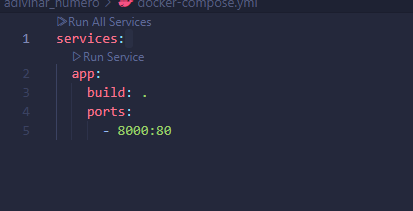 adivinar_numero > docker-compose.yml
Run All Services
1 services:
Run Service
2 app:
3 build: .
4 ports:
5 - 8000:80